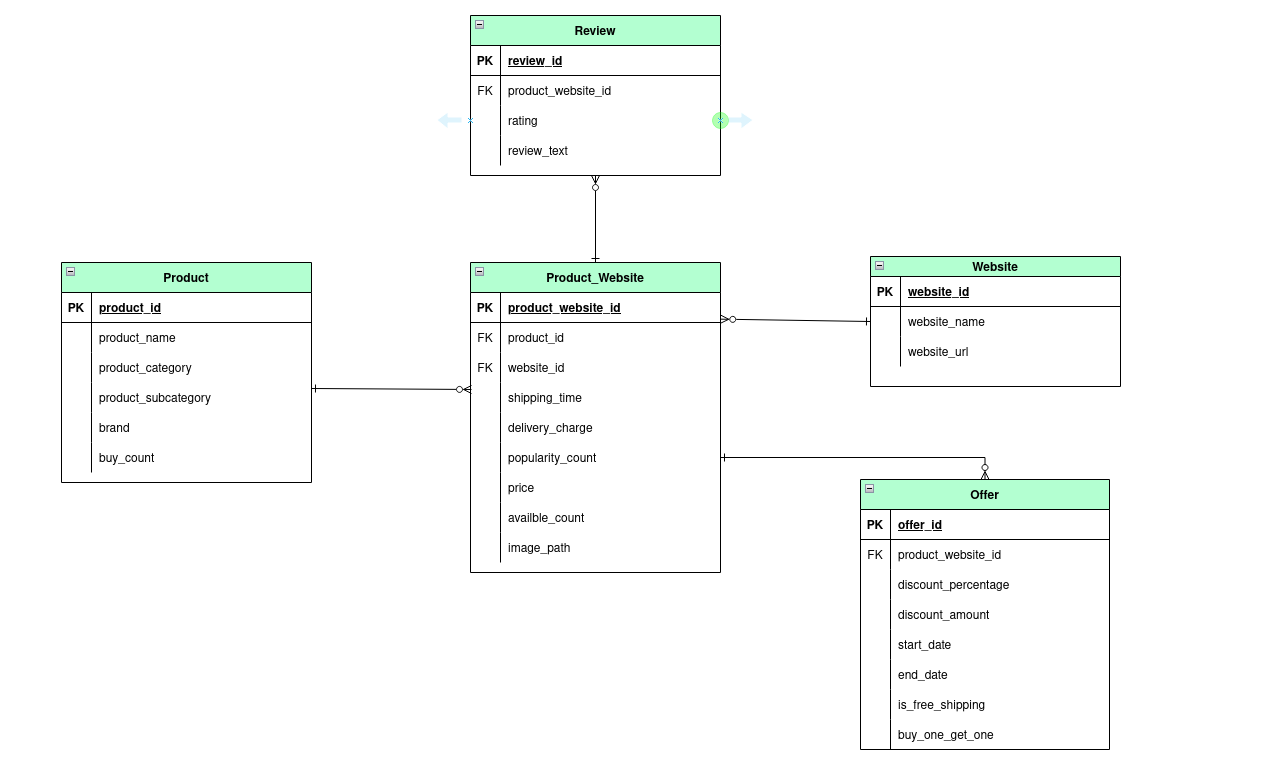 Review
PK review_id
FK product_website_id
rating
review_text
Product
PK product_id
product_name
product_category
product_subcategory
brand
buy_count
Product_Website
PK product_website_id
FK product_id
FK website_id
shipping_time
delivery_charge
popularity_count
price
availble_count
image_path
Website
PK website_id
website_name
website_url
Offer
PK offer_id
FK product_website_id
discount_percentage
discount_amount
start_date
end_date
is_free_shipping
buy_one_get_one